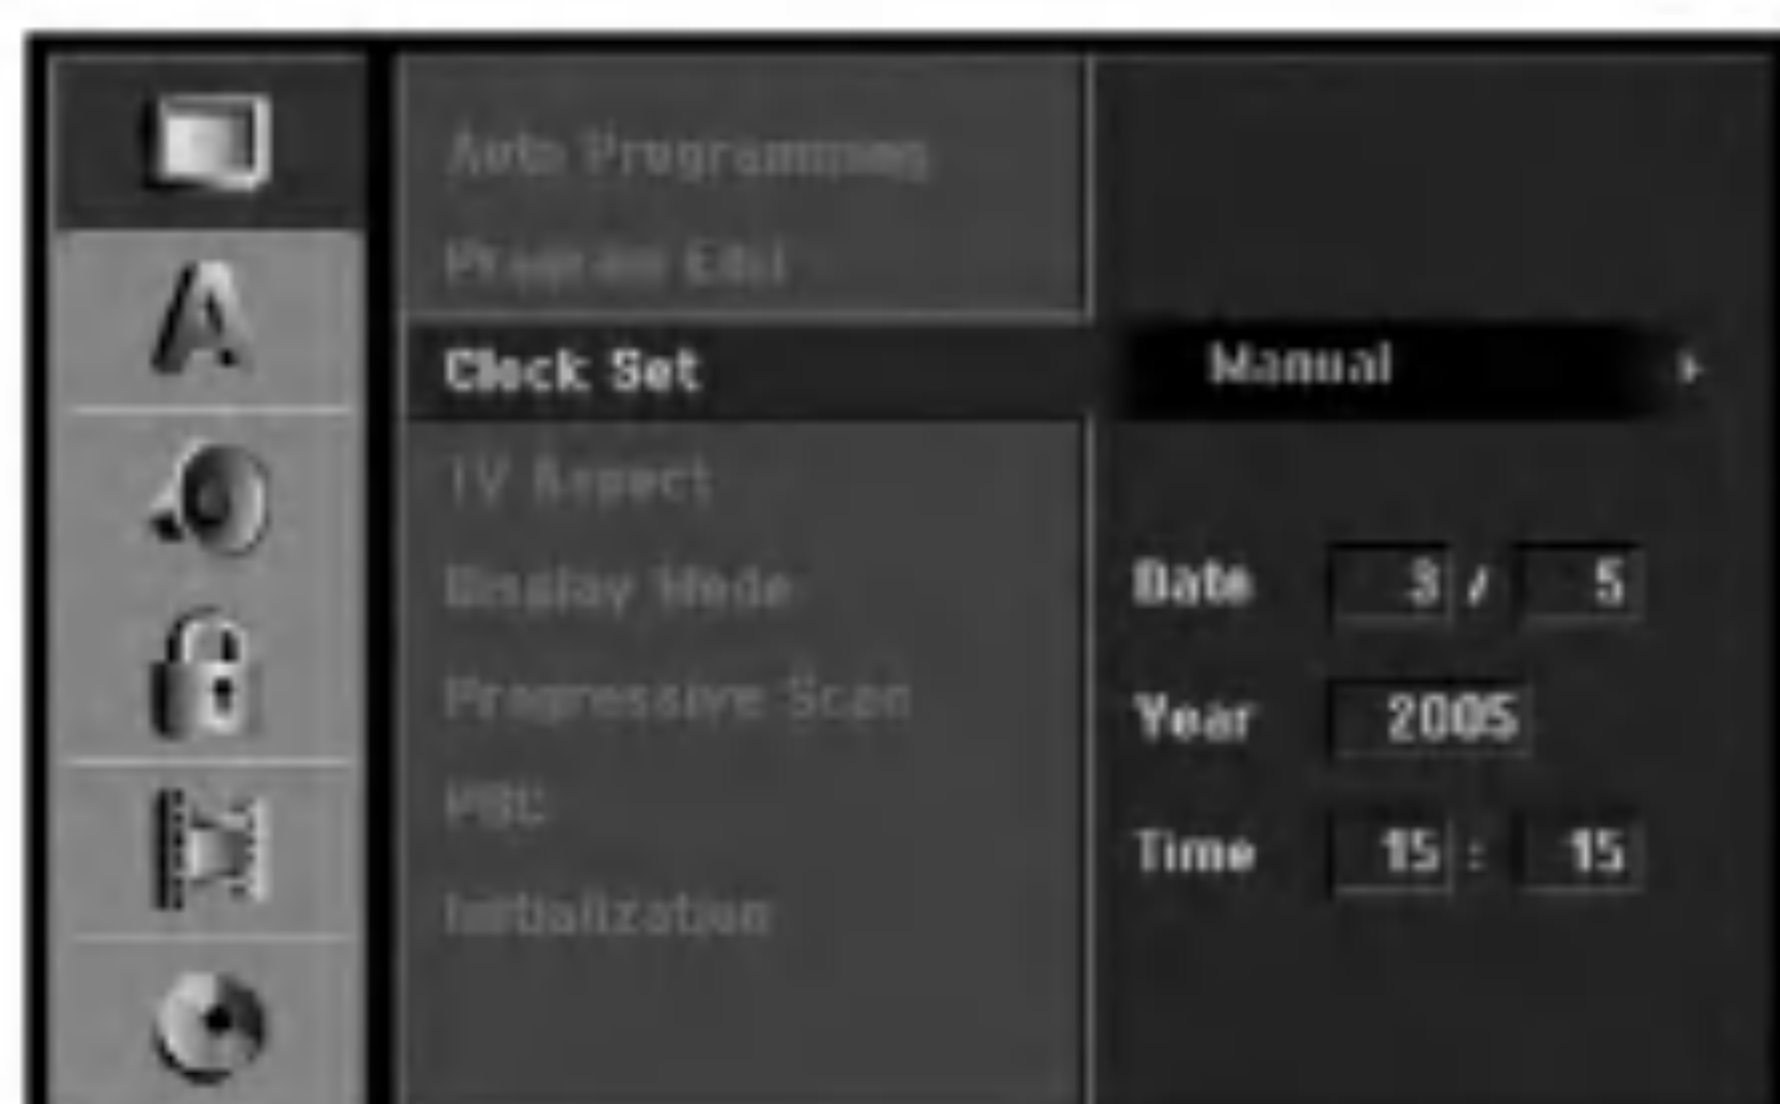 A
Auto Programming
Program Edit
Clock Set
Manual
TV Aspect
Display Mode
Date 3 / 5
Progressive Scan
Year 2005
PBC
Time 15 : 15
Initialization